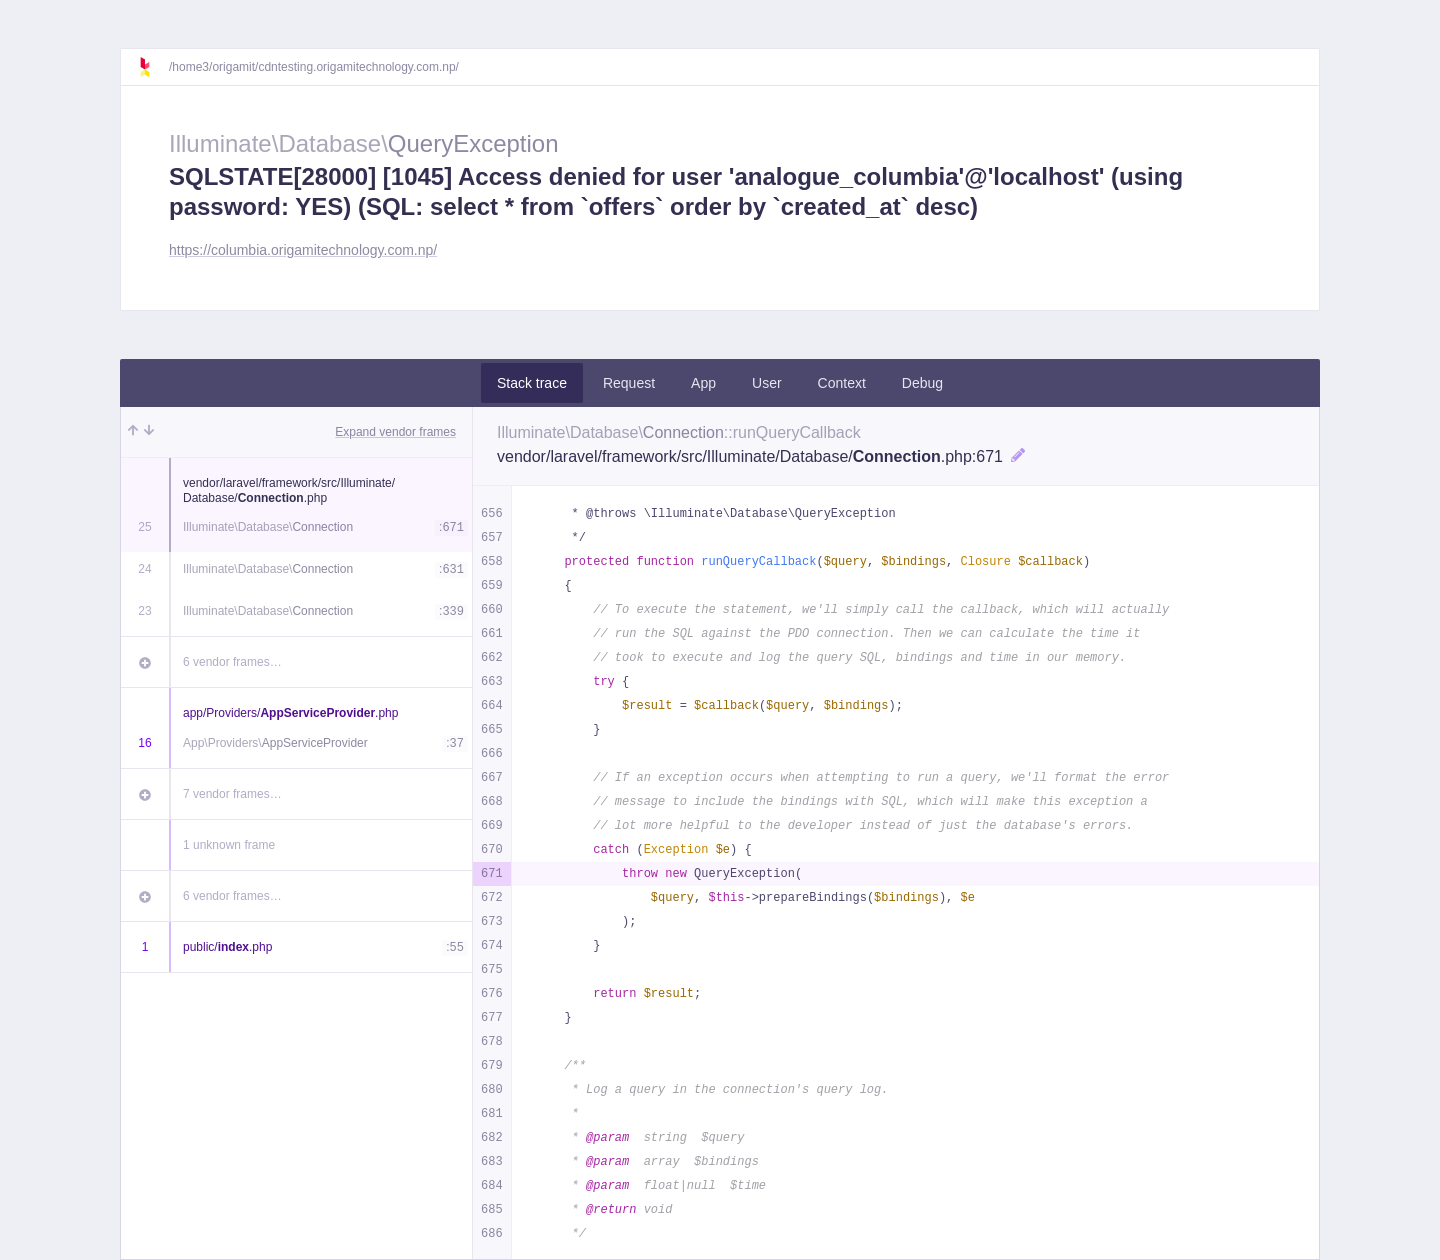 /home3/origamit/cdntesting.origamitechnology.com.np/
Illuminate\Database\QueryException
SQLSTATE[28000] [1045] Access denied for user 'analogue_columbia'@'localhost' (using
password: YES) (SQL: select * from `offers` order by `created_at` desc)
https://columbia.origamitechnology.com.np/
Stack trace Request App User Context Debug
Expand vendor frames
vendor/laravel/framework/src/Illuminate/
Database/Connection.php
25 Illuminate\Database\Connection :671
24 Illuminate\Database\Connection :631
23 Illuminate\Database\Connection :339
6 vendor frames…
app/Providers/AppServiceProvider.php
16 App\Providers\AppServiceProvider :37
7 vendor frames…
1 unknown frame
6 vendor frames…
1 public/index.php :55
Illuminate\Database\Connection::runQueryCallback
vendor/laravel/framework/src/Illuminate/Database/Connection.php:671
656 * @throws \Illuminate\Database\QueryException
657 */
658 protected function runQueryCallback($query, $bindings, Closure $callback)
659 {
660 // To execute the statement, we'll simply call the callback, which will actually
661 // run the SQL against the PDO connection. Then we can calculate the time it
662 // took to execute and log the query SQL, bindings and time in our memory.
663 try {
664 $result = $callback($query, $bindings);
665 }
666
667 // If an exception occurs when attempting to run a query, we'll format the error
668 // message to include the bindings with SQL, which will make this exception a
669 // lot more helpful to the developer instead of just the database's errors.
670 catch (Exception $e) {
671 throw new QueryException(
672 $query, $this->prepareBindings($bindings), $e
673 );
674 }
675
676 return $result;
677 }
678
679 /**
680 * Log a query in the connection's query log.
681 *
682 * @param  string  $query
683 * @param  array  $bindings
684 * @param  float|null  $time
685 * @return void
686 */